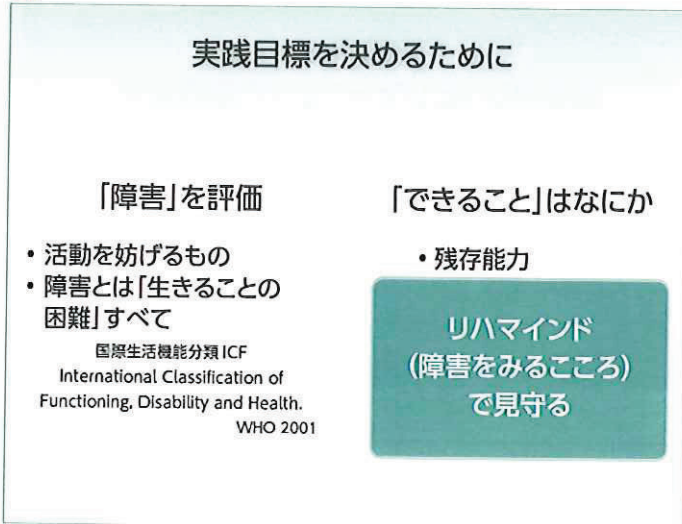 実践目標を決めるために
「障害」を評価
• 活動を妨げるもの
• 障害とは「生きることの
困難」すべて
国際生活機能分類 ICF
International Classification of
Functioning, Disability and Health.
WHO 2001
「できること」はなにか
• 残存能力
リハマインド
(障害をみるこころ)
で見守る